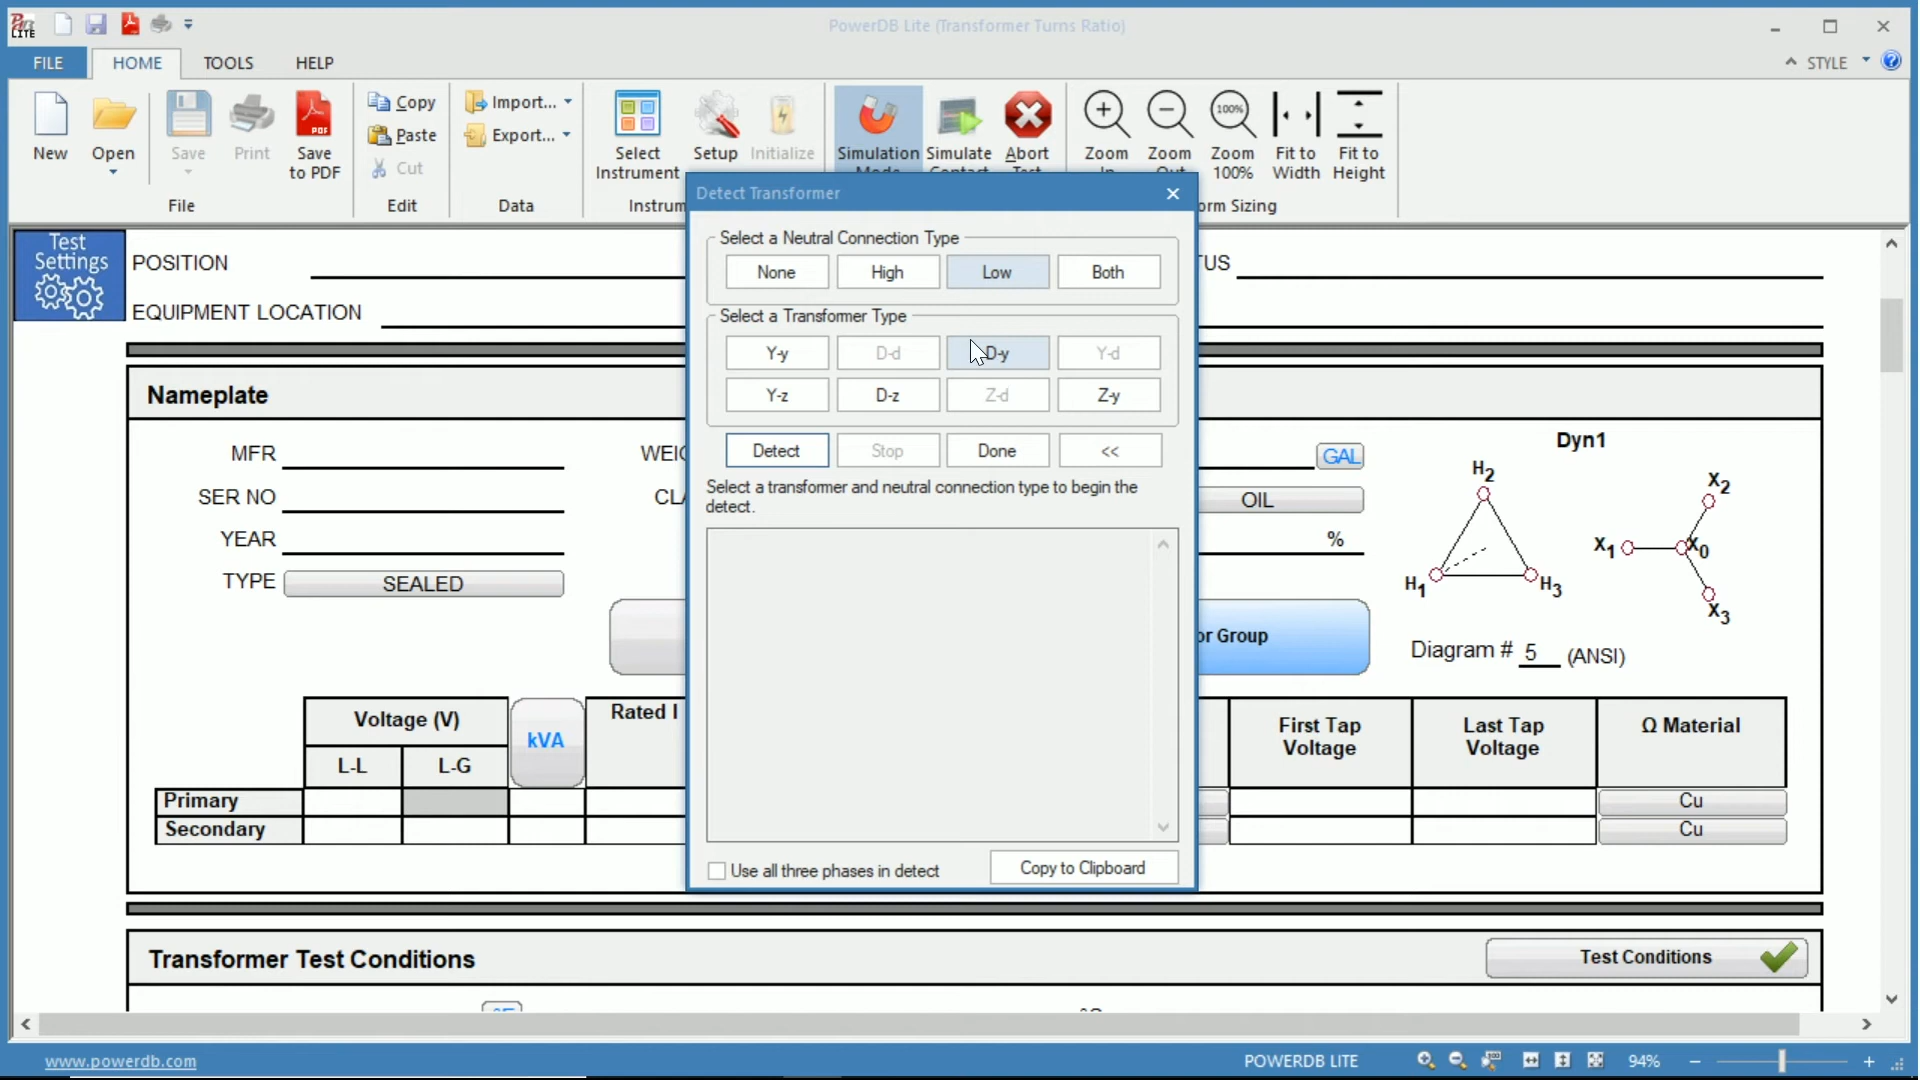 LITE
PowerDB Lite (Transformer Turns Ratio)
FILE HOME TOOLS HELP STYLE
New Open Save Print Save to PDF
File
Copy
Paste
Cut
Edit
Import...
Export...
Data
Select Instrument Setup Initialize
Simulation Simulate Abort
Zoom Zoom Zoom 100% Fit to Width Fit to Height
100%
Detect Transformer
Select a Neutral Connection Type
None High Low Both
Select a Transformer Type
Y-y D-d D-y Y-d
Y-z D-z Z-d Z-y
Detect Stop Done <<
Select a transformer and neutral connection type to begin the
detect.
Use all three phases in detect
Copy to Clipboard
Test
Settings
POSITION
EQUIPMENT LOCATION
Nameplate
MFR
SER NO
YEAR
TYPE SEALED
GAL
OIL
%
or Group
Dyn1
H2
H1 H3
X2
X1 X0
X3
Diagram # 5 (ANSI)
Voltage (V) kVA Rated I First Tap Voltage Last Tap Voltage Ω Material
L-L L-G
Primary Cu
Secondary Cu
Transformer Test Conditions Test Conditions
www.powerdb.com POWERDB LITE 94%